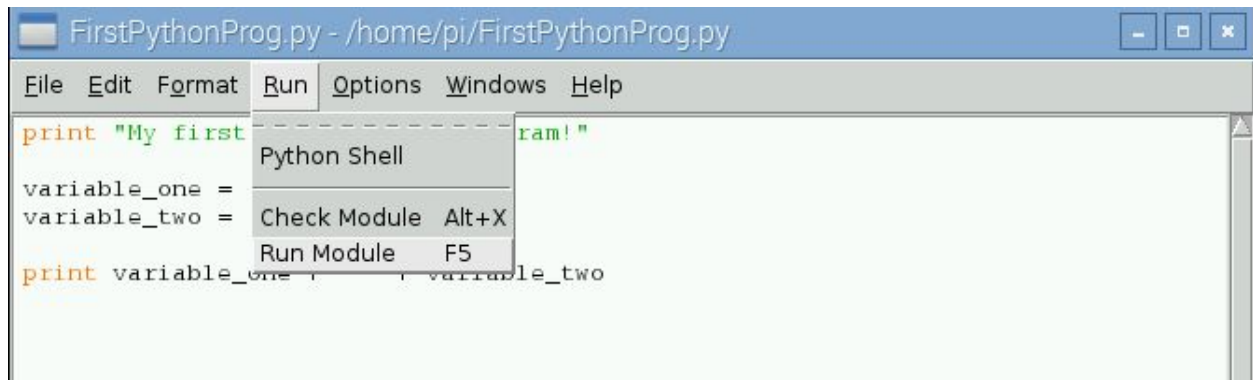 FirstPythonProg.py - /home/pi/FirstPythonProg.py
File Edit Format Run Options Windows Help
print "My first ram!"
Python Shell
variable_one =
variable_two =
Check Module Alt+X
Run Module F5
print variable_one + + variable_two